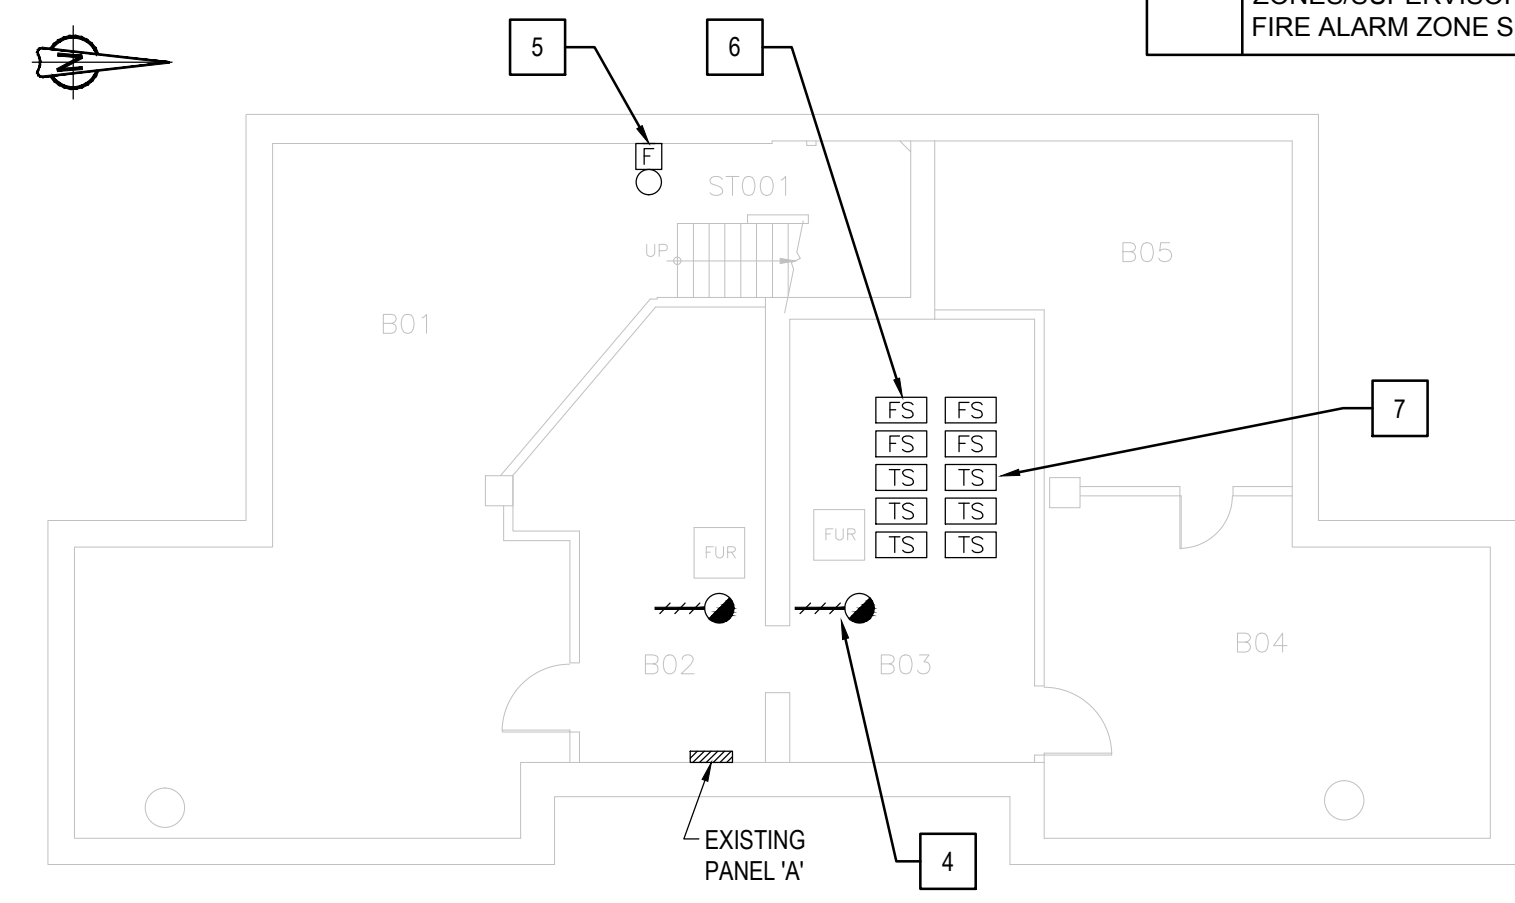 FIRE ALARM ZONE S
5
6
N
F
ST001
UP
B05
B01
7
FS FS
FS FS
TS TS
TS TS
TS TS
FUR
FUR
B02
B03
B04
EXISTING
PANEL 'A'
4